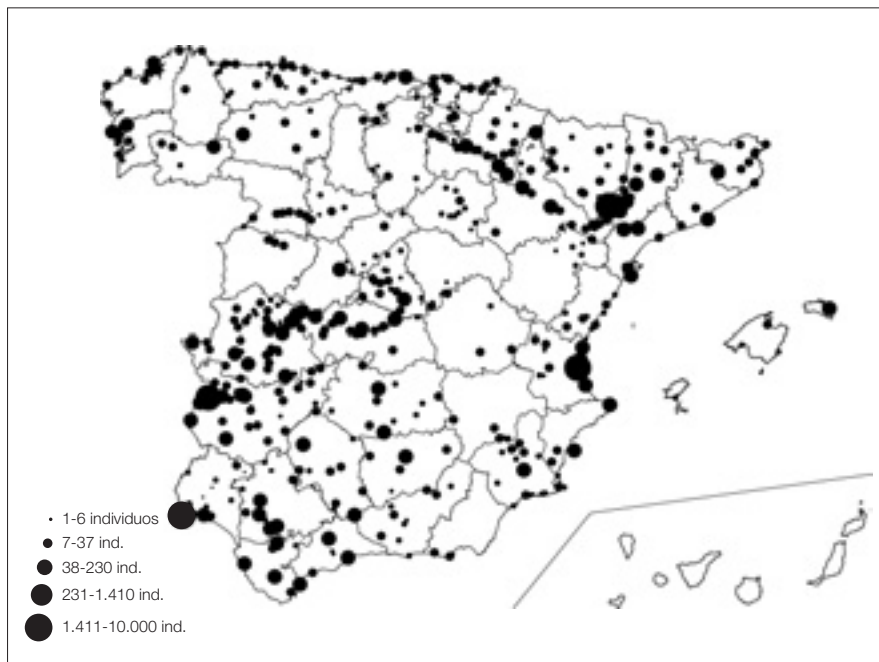 1-6 individuos
7-37 ind.
38-230 ind.
231-1.410 ind.
1.411-10.000 ind.